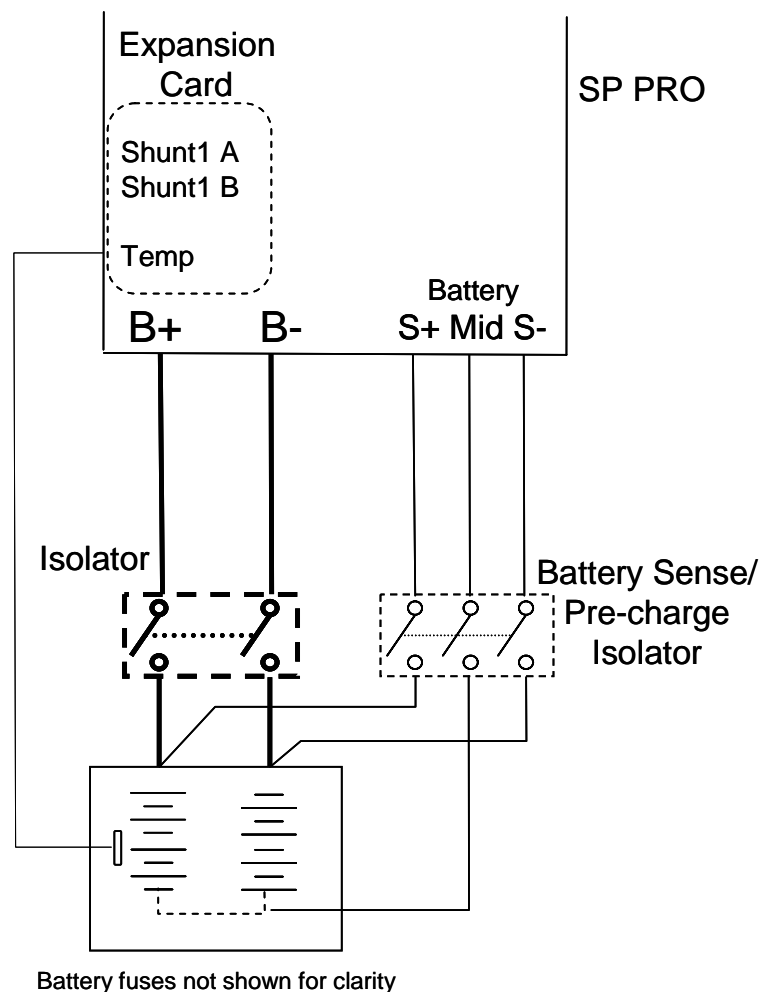 Expansion
Card
SP PRO
Shunt1 A
Shunt1 B
Temp
Battery
B+ B- S+ Mid S-
Isolator
Battery Sense/
Pre-charge
Isolator
Battery fuses not shown for clarity